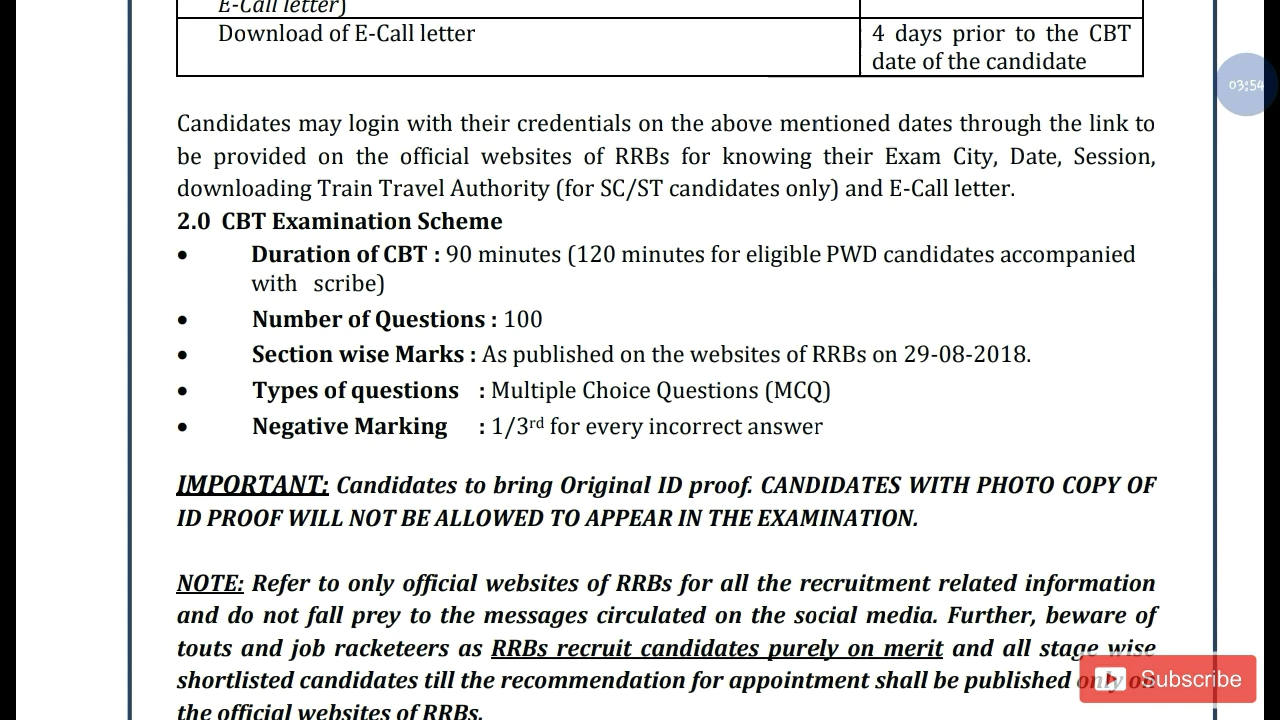 E-Call letter)
Download of E-Call letter
4 days prior to the CBT
date of the candidate
03:54
Candidates may login with their credentials on the above mentioned dates through the link to
be provided on the official websites of RRBs for knowing their Exam City, Date, Session,
downloading Train Travel Authority (for SC/ST candidates only) and E-Call letter.
2.0 CBT Examination Scheme
• Duration of CBT : 90 minutes (120 minutes for eligible PWD candidates accompanied
with scribe)
• Number of Questions : 100
• Section wise Marks : As published on the websites of RRBs on 29-08-2018.
• Types of questions : Multiple Choice Questions (MCQ)
• Negative Marking : 1/3rd for every incorrect answer
IMPORTANT: Candidates to bring Original ID proof. CANDIDATES WITH PHOTO COPY OF
ID PROOF WILL NOT BE ALLOWED TO APPEAR IN THE EXAMINATION.
NOTE: Refer to only official websites of RRBs for all the recruitment related information
and do not fall prey to the messages circulated on the social media. Further, beware of
touts and job racketeers as RRBs recruit candidates purely on merit and all stage wise
shortlisted candidates till the recommendation for appointment shall be published only on
the official websites of RRBs.
Subscribe